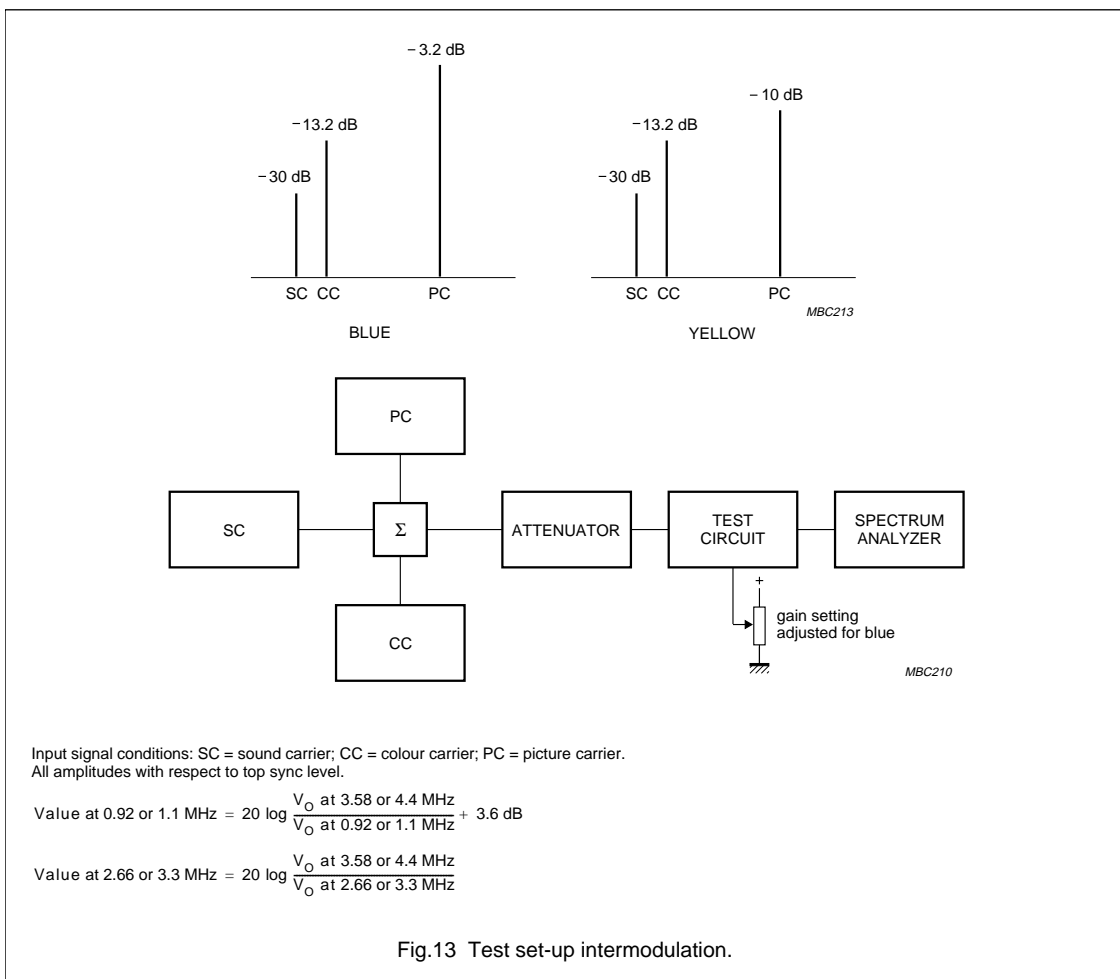 − 3.2 dB
− 10 dB
−13.2 dB
−13.2 dB
−30 dB
−30 dB
SC CC PC
SC CC PC
MBC213
BLUE
YELLOW
PC
SC
Σ
ATTENUATOR
TEST
CIRCUIT
SPECTRUM
ANALYZER
+
gain setting
adjusted for blue
CC
MBC210
Input signal conditions: SC = sound carrier; CC = colour carrier; PC = picture carrier.
All amplitudes with respect to top sync level.
Value at 0.92 or 1.1 MHz = 20 log (V_O at 3.58 or 4.4 MHz / V_O at 0.92 or 1.1 MHz) + 3.6 dB
Value at 2.66 or 3.3 MHz = 20 log (V_O at 3.58 or 4.4 MHz / V_O at 2.66 or 3.3 MHz)
Fig.13 Test set-up intermodulation.